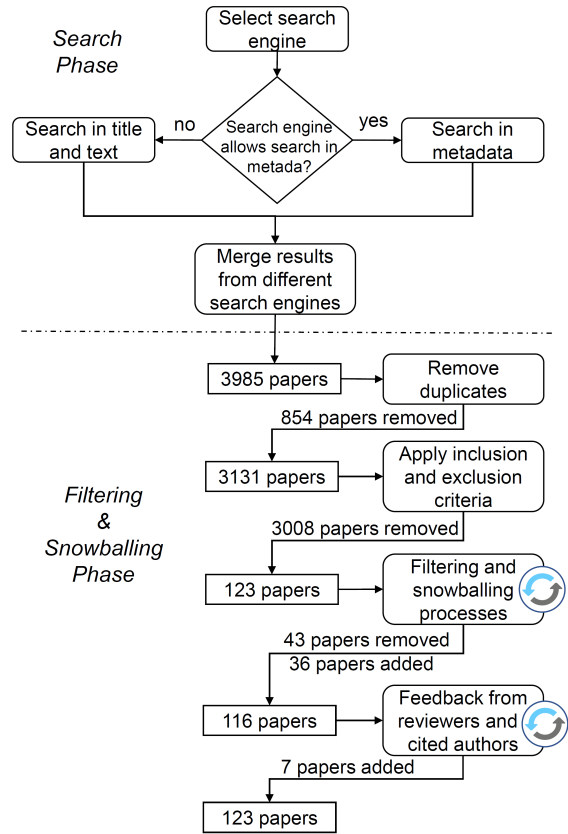 Search
Phase
Select search
engine
no
Search engine
allows search in
metada?
yes
Search in title
and text
Search in
metadata
Merge results
from different
search engines
3985 papers
Remove
duplicates
854 papers removed
Filtering
&
Snowballing
Phase
3131 papers
Apply inclusion
and exclusion
criteria
3008 papers removed
123 papers
Filtering and
snowballing
processes
43 papers removed
36 papers added
116 papers
Feedback from
reviewers and
cited authors
7 papers added
123 papers